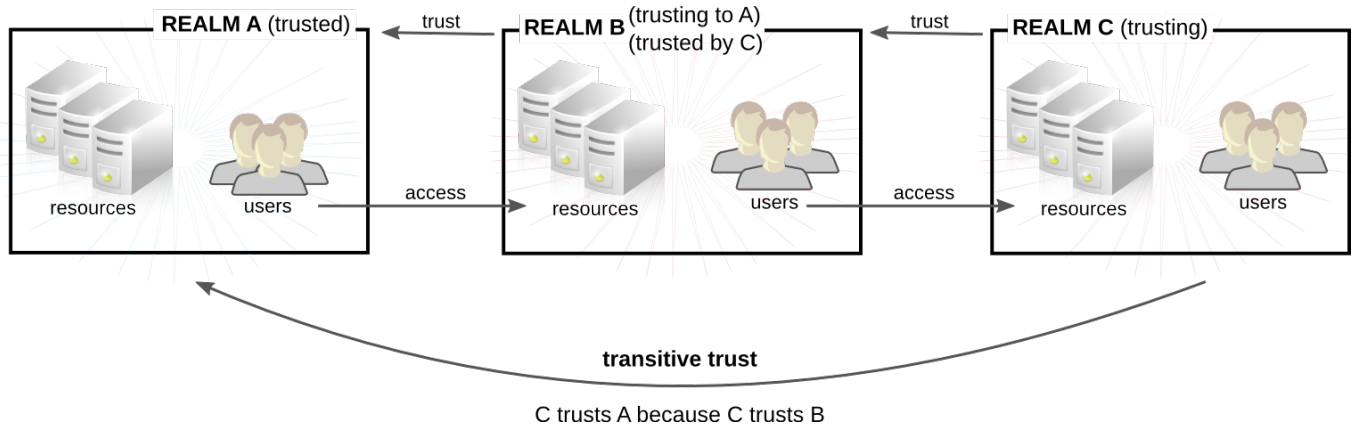 REALM A (trusted)
trust
REALM B (trusting to A)
(trusted by C)
trust
REALM C (trusting)
resources
users
access
resources
users
access
resources
users
transitive trust
C trusts A because C trusts B